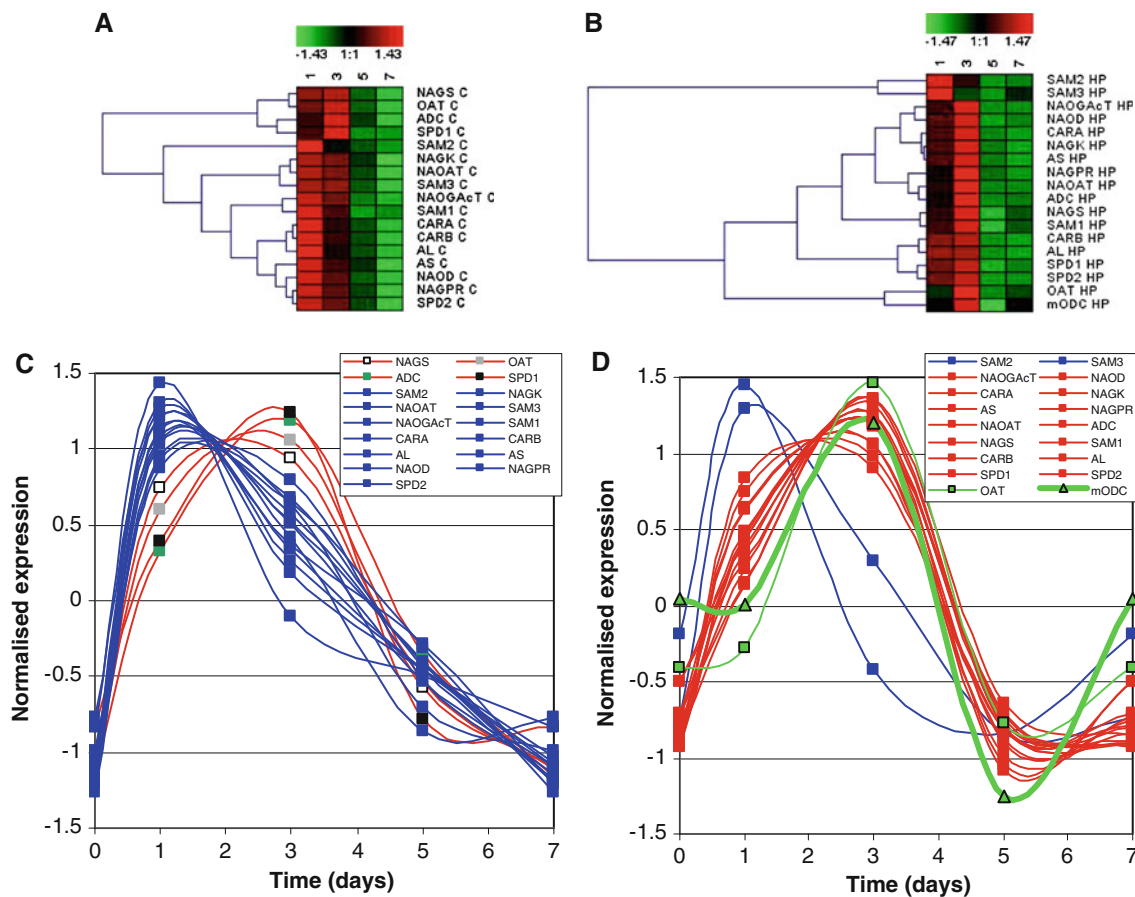 A
-1.43 1:1 1.43
1 3 5 7
NAGS C
OAT C
ADC C
SPD1 C
SAM2 C
NAGK C
NAOAT C
SAM3 C
NAOGAcT C
SAM1 C
CARA C
CARB C
AL C
AS C
NAOD C
NAGPR C
SPD2 C
B
-1.47 1:1 1.47
1 3 5 7
SAM2 HP
SAM3 HP
NAOGAcT HP
NAOD HP
CARA HP
NAGK HP
AS HP
NAGPR HP
NAOAT HP
ADC HP
NAGS HP
SAM1 HP
CARB HP
AL HP
SPD1 HP
SPD2 HP
OAT HP
mODC HP
C
NAGS OAT
ADC SPD1
SAM2 NAGK
NAOAT SAM3
NAOGAcT SAM1
CARA CARB
AL AS
NAOD NAGPR
SPD2
Normalised expression
1.5
1
0.5
0
-0.5
-1
-1.5
0 1 2 3 4 5 6 7
Time (days)
D
SAM2 SAM3
NAOGAcT NAOD
CARA NAGK
AS NAGPR
NAOAT ADC
NAGS SAM1
CARB AL
SPD1 SPD2
OAT mODC
Normalised expression
1.5
1
0.5
0
-0.5
-1
-1.5
0 1 2 3 4 5 6 7
Time (days)